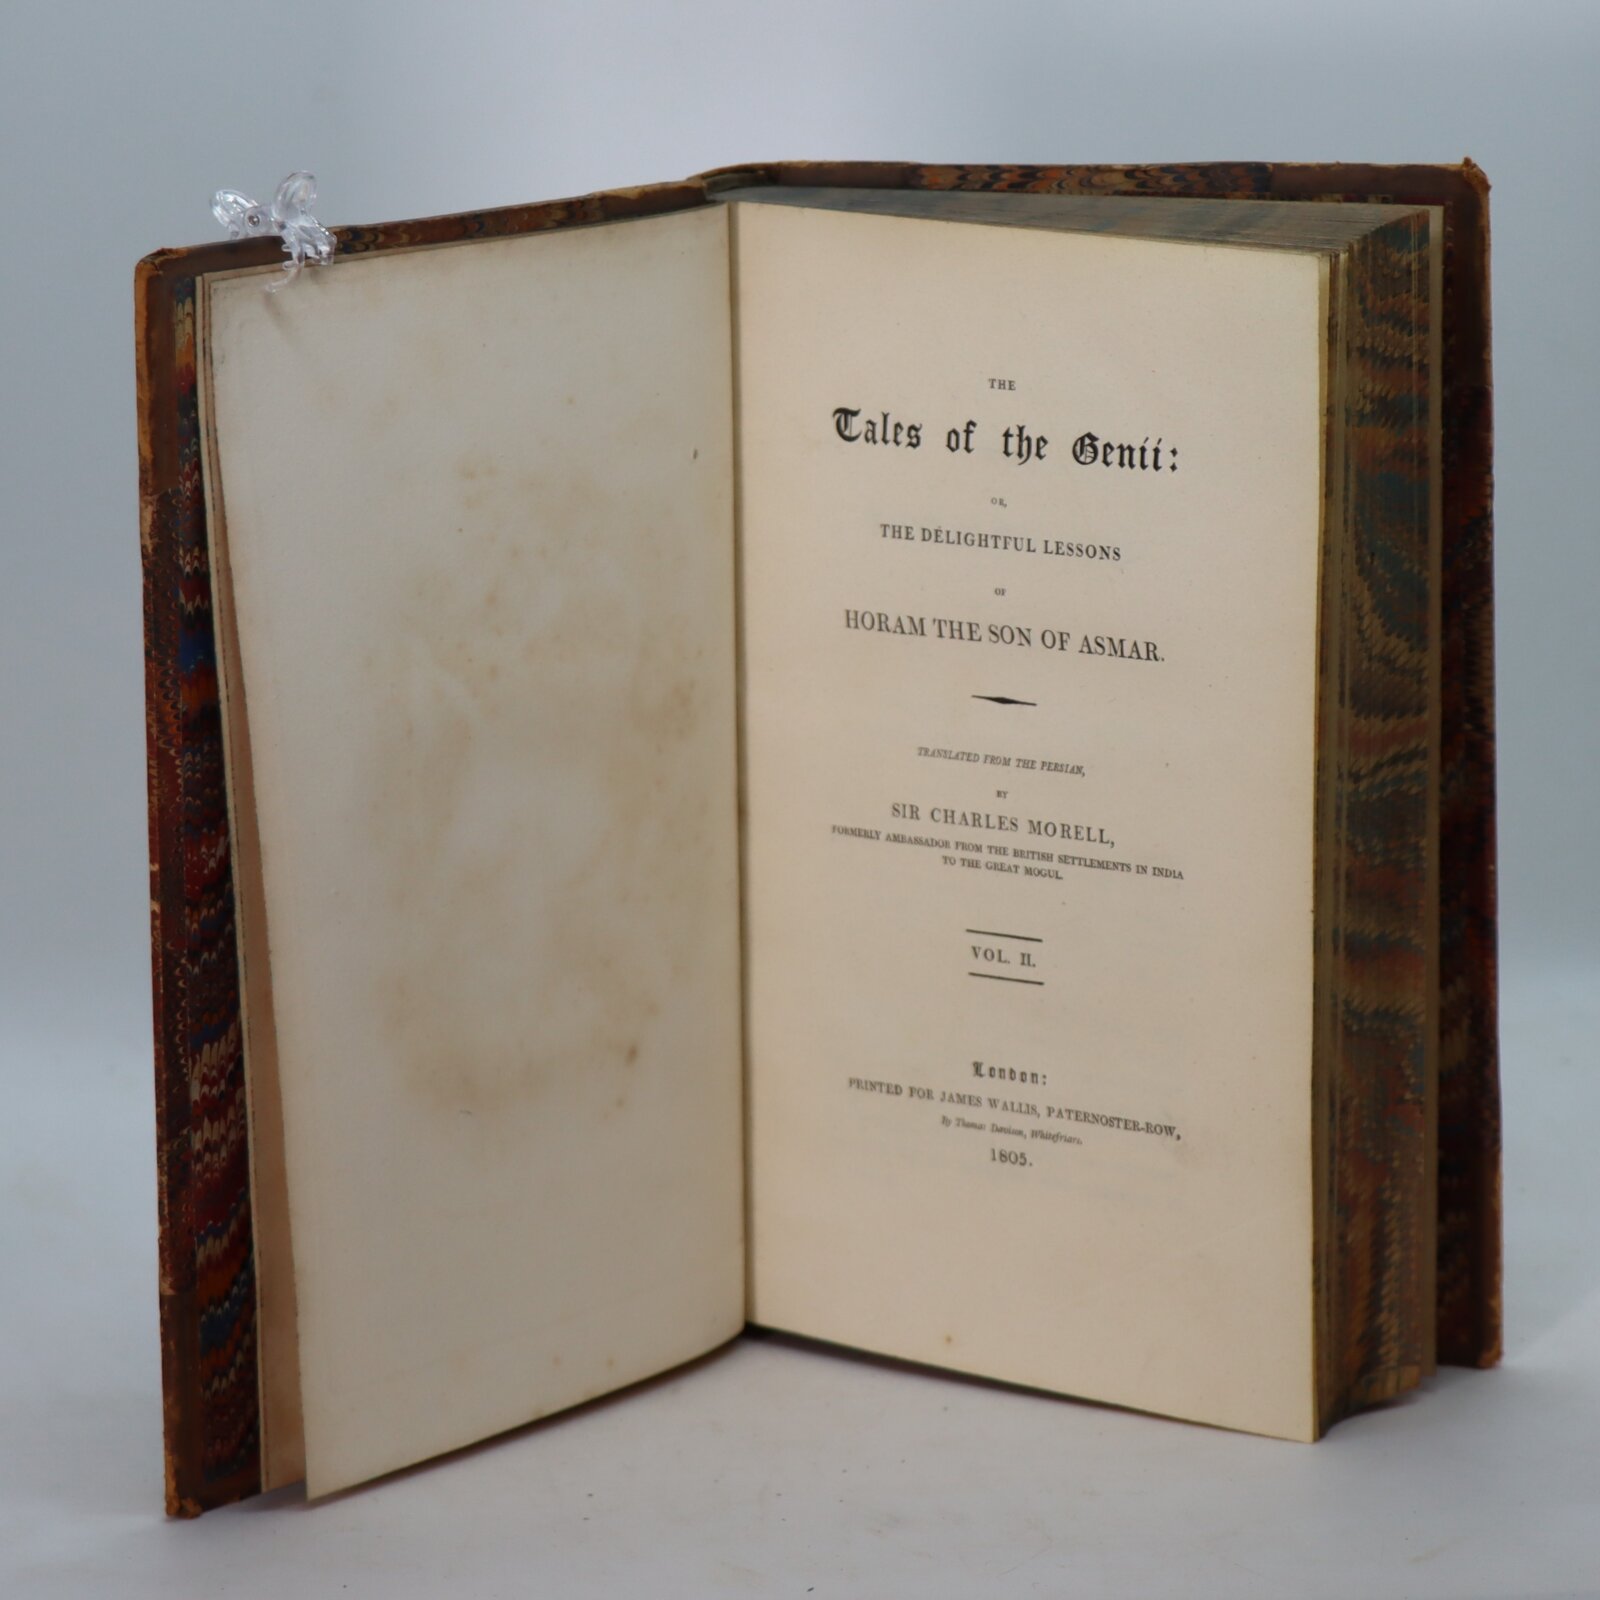 THE
Tales of the Genii:
OR,
THE DELIGHTFUL LESSONS
OF
HORAM THE SON OF ASMAR.
TRANSLATED FROM THE PERSIAN,
BY
SIR CHARLES MORELL,
FORMERLY AMBASSADOR FROM THE BRITISH SETTLEMENTS IN INDIA
TO THE GREAT MOGUL.
VOL. II.
London:
PRINTED FOR JAMES WALLIS, PATERNOSTER-ROW,
By Thomas Davison, Whitefriars.
1805.